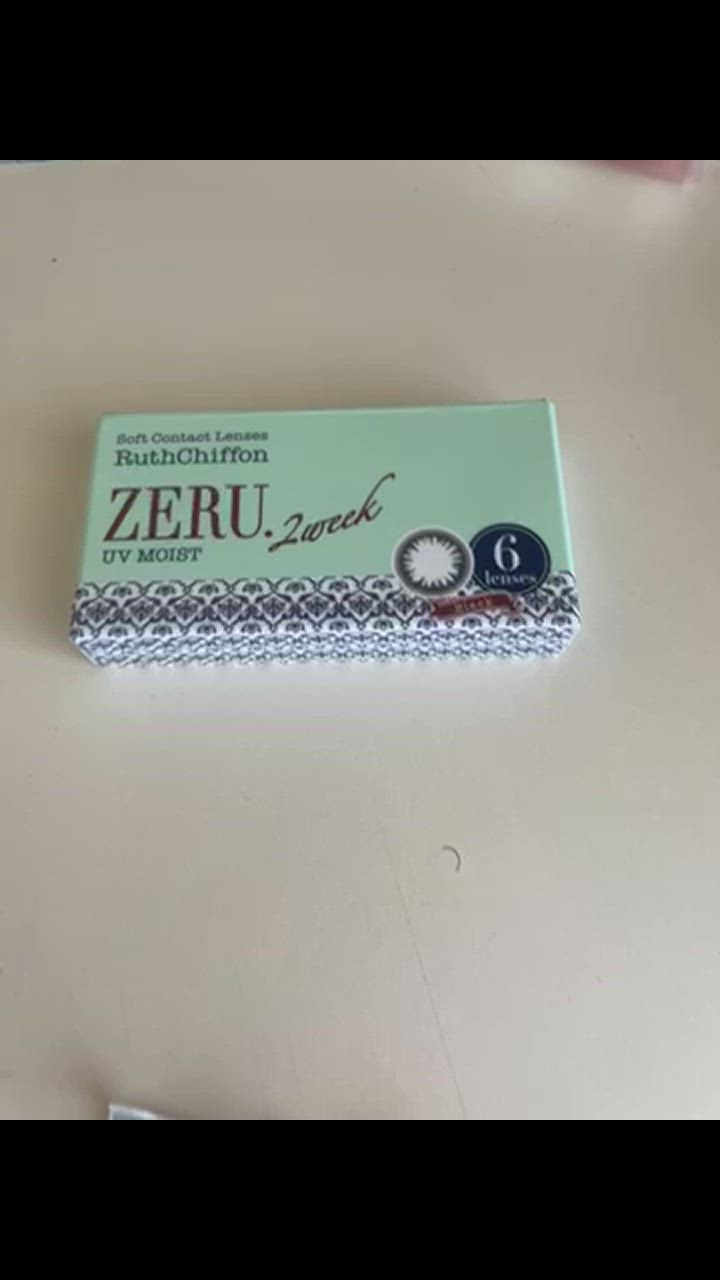 Soft Contact Lenses
RuthChiffon
ZERU. 2week
UV MOIST
6
lenses